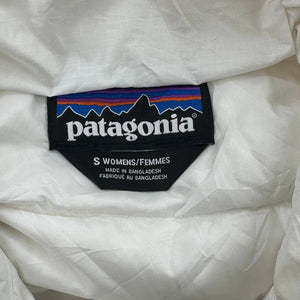 patagonia®
S WOMENS/FEMMES
MADE IN BANGLADESH
FABRIQUÉ AU BANGLADESH